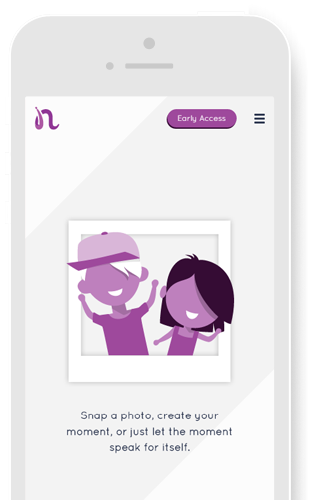 Early Access
Snap a photo, create your
moment, or just let the moment
speak for itself.